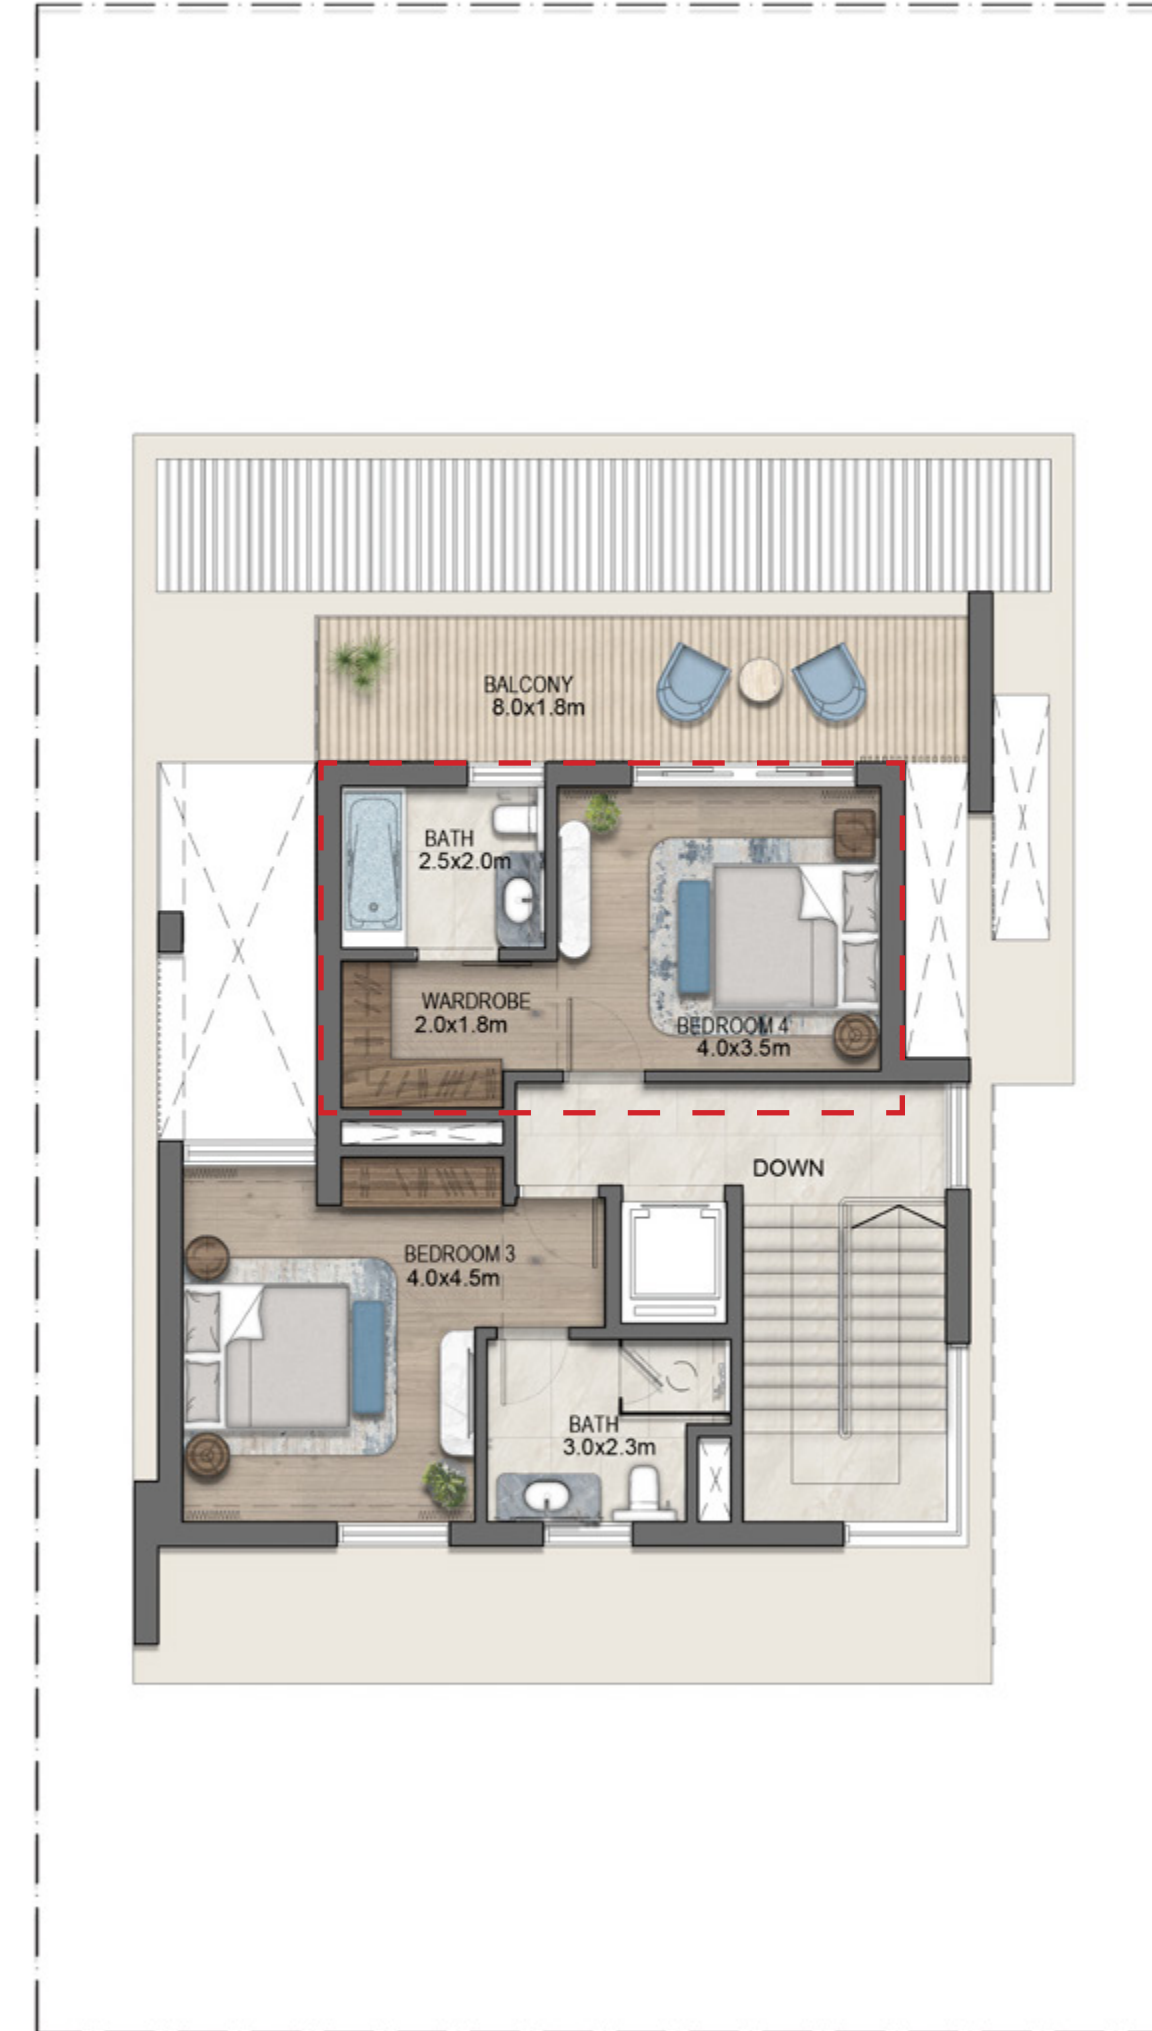 BALCONY
8.0x1.8m
BATH
2.5x2.0m
WARDROBE
2.0x1.8m
BEDROOM 4
4.0x3.5m
DOWN
BEDROOM 3
4.0x4.5m
BATH
3.0x2.3m